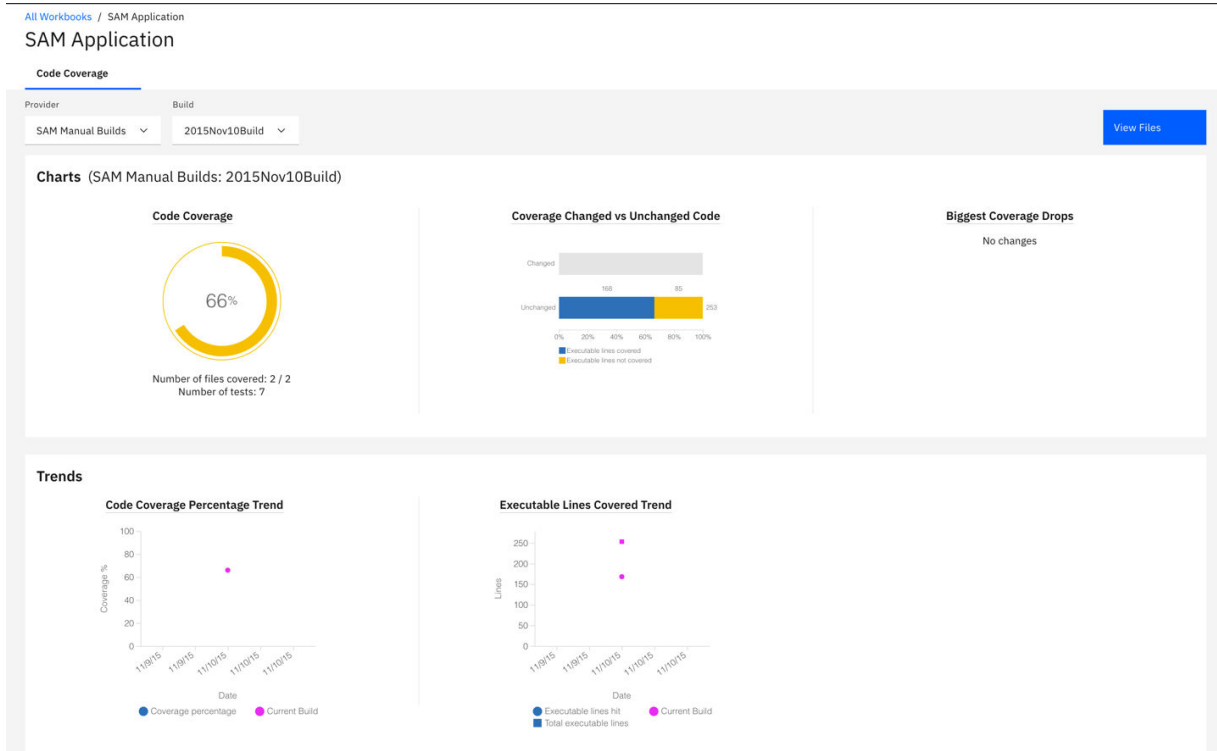 All Workbooks / SAM Application
SAM Application
Code Coverage
Provider
Build
SAM Manual Builds
2015Nov10Build
View Files
Charts (SAM Manual Builds: 2015Nov10Build)
Code Coverage
66%
Number of files covered: 2 / 2
Number of tests: 7
Coverage Changed vs Unchanged Code
Changed
168 85
Unchanged 253
0% 20% 40% 60% 80% 100%
Executable lines covered
Executable lines not covered
Biggest Coverage Drops
No changes
Trends
Code Coverage Percentage Trend
100
80
60
40
20
0
Coverage %
11/9/15 11/9/15 11/10/15 11/10/15 11/10/15
Date
Coverage percentage Current Build
Executable Lines Covered Trend
250
200
150
100
50
0
Lines
11/9/15 11/9/15 11/10/15 11/10/15 11/10/15
Date
Executable lines hit Current Build
Total executable lines